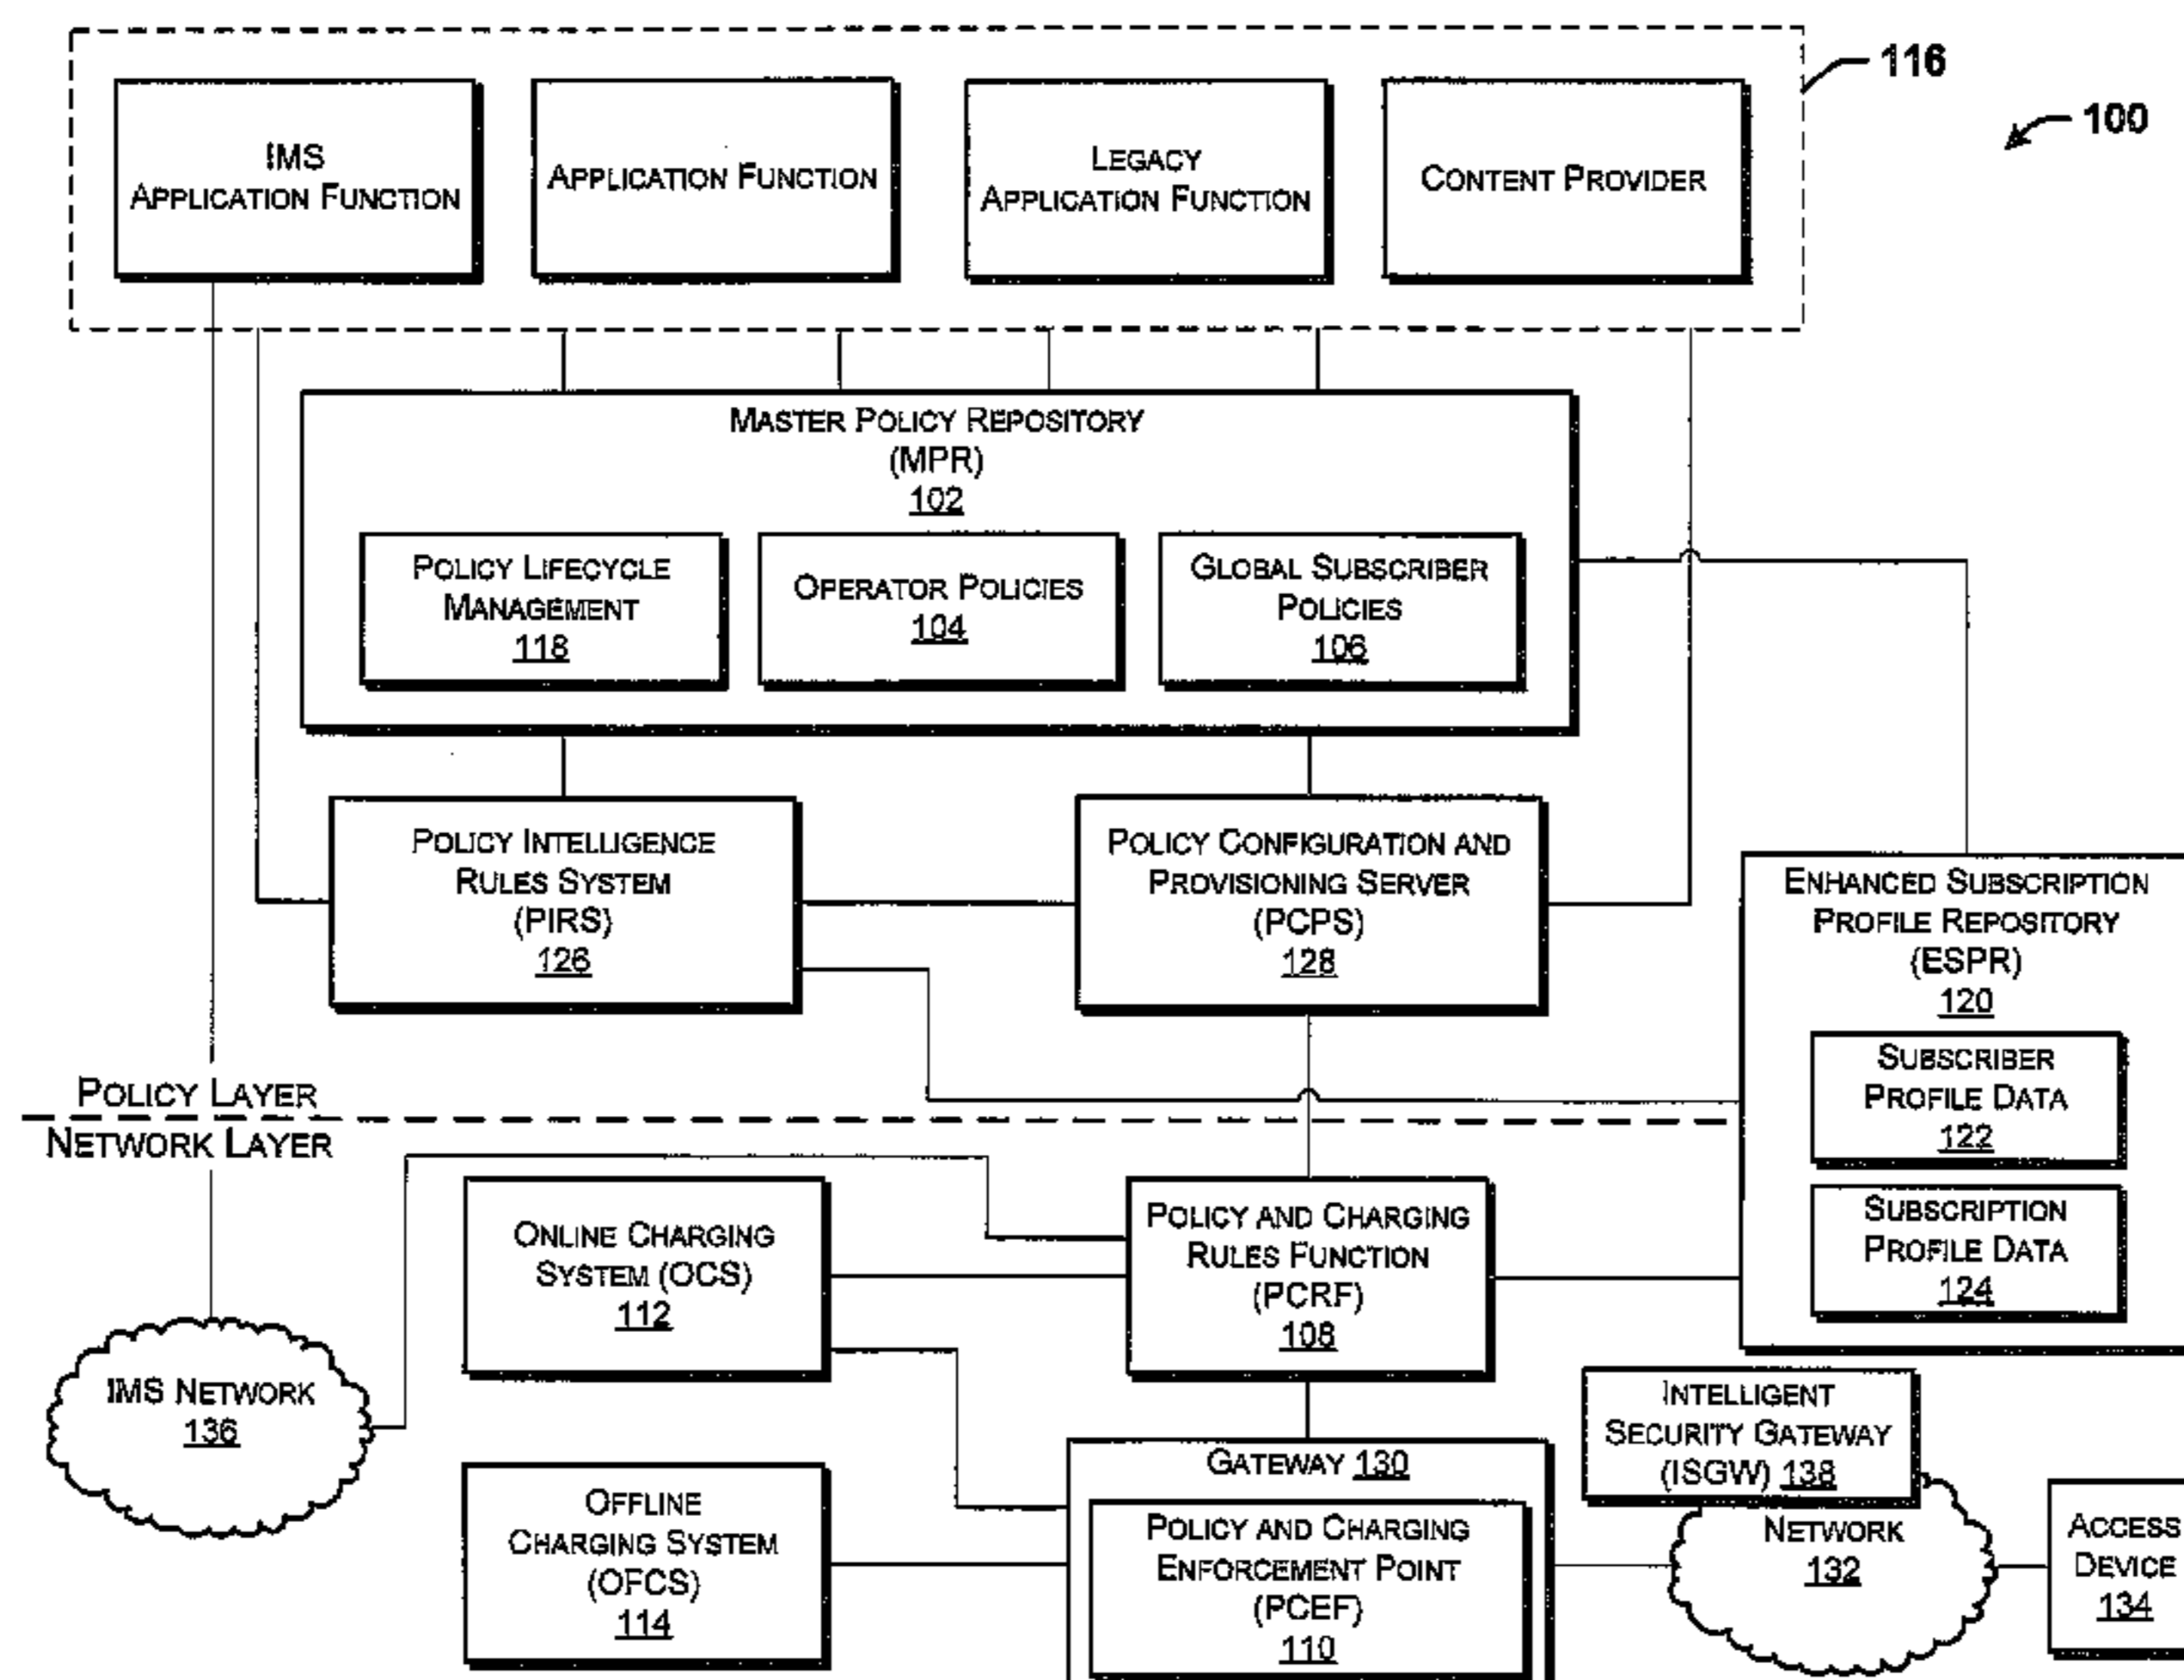 116
100
IMS
APPLICATION FUNCTION
APPLICATION FUNCTION
LEGACY
APPLICATION FUNCTION
CONTENT PROVIDER
MASTER POLICY REPOSITORY
(MPR)
102
POLICY LIFECYCLE
MANAGEMENT
118
OPERATOR POLICIES
104
GLOBAL SUBSCRIBER
POLICIES
106
POLICY INTELLIGENCE
RULES SYSTEM
(PIRS)
126
POLICY CONFIGURATION AND
PROVISIONING SERVER
(PCPS)
128
ENHANCED SUBSCRIPTION
PROFILE REPOSITORY
(ESPR)
120
SUBSCRIBER
PROFILE DATA
122
SUBSCRIPTION
PROFILE DATA
124
POLICY LAYER
NETWORK LAYER
ONLINE CHARGING
SYSTEM (OCS)
112
POLICY AND CHARGING
RULES FUNCTION
(PCRF)
108
IMS NETWORK
136
OFFLINE
CHARGING SYSTEM
(OFCS)
114
GATEWAY 130
POLICY AND CHARGING
ENFORCEMENT POINT
(PCEF)
110
INTELLIGENT
SECURITY GATEWAY
(ISGW) 138
NETWORK
132
ACCESS
DEVICE
134